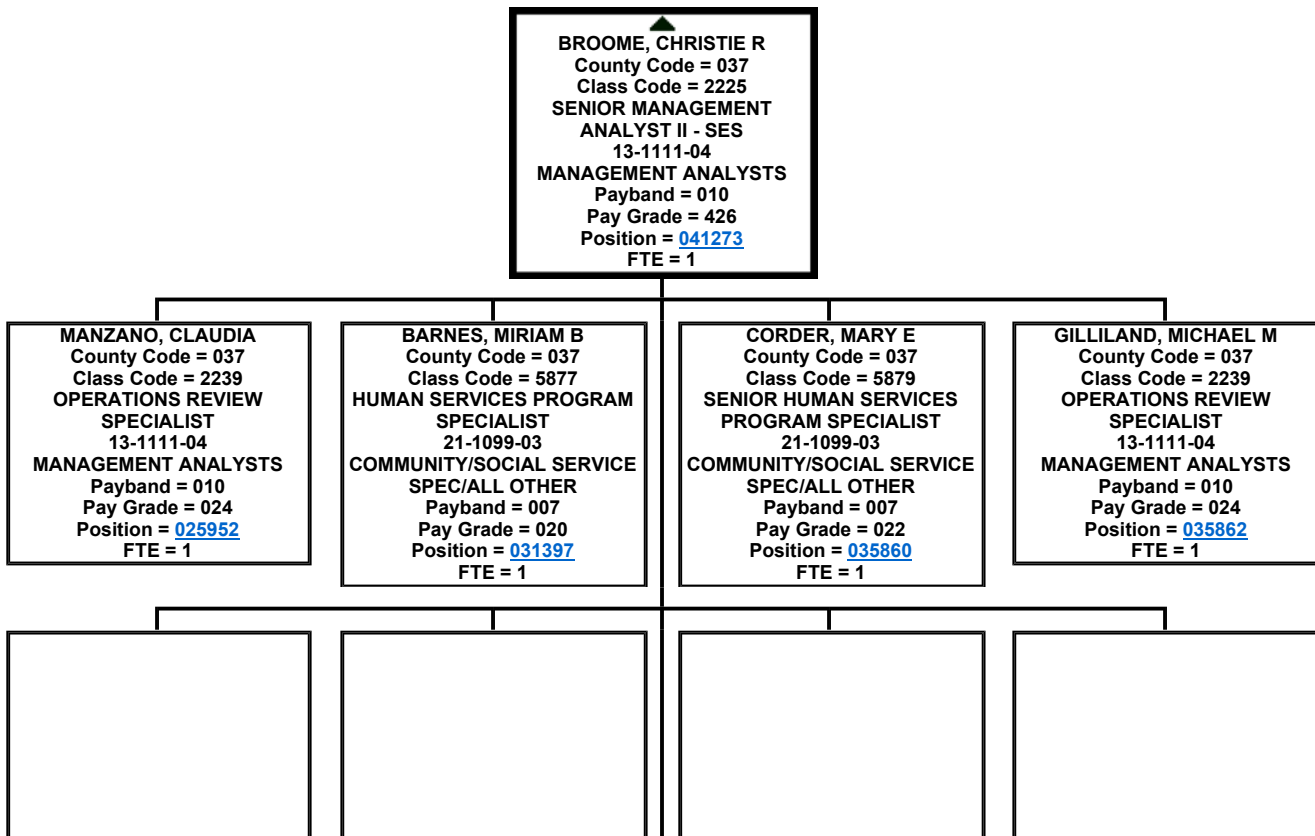 BROOME, CHRISTIE R
County Code = 037
Class Code = 2225
SENIOR MANAGEMENT
ANALYST II - SES
13-1111-04
MANAGEMENT ANALYSTS
Payband = 010
Pay Grade = 426
Position = 041273
FTE = 1
MANZANO, CLAUDIA
County Code = 037
Class Code = 2239
OPERATIONS REVIEW
SPECIALIST
13-1111-04
MANAGEMENT ANALYSTS
Payband = 010
Pay Grade = 024
Position = 025952
FTE = 1
BARNES, MIRIAM B
County Code = 037
Class Code = 5877
HUMAN SERVICES PROGRAM
SPECIALIST
21-1099-03
COMMUNITY/SOCIAL SERVICE
SPEC/ALL OTHER
Payband = 007
Pay Grade = 020
Position = 031397
FTE = 1
CORDER, MARY E
County Code = 037
Class Code = 5879
SENIOR HUMAN SERVICES
PROGRAM SPECIALIST
21-1099-03
COMMUNITY/SOCIAL SERVICE
SPEC/ALL OTHER
Payband = 007
Pay Grade = 022
Position = 035860
FTE = 1
GILLILAND, MICHAEL M
County Code = 037
Class Code = 2239
OPERATIONS REVIEW
SPECIALIST
13-1111-04
MANAGEMENT ANALYSTS
Payband = 010
Pay Grade = 024
Position = 035862
FTE = 1